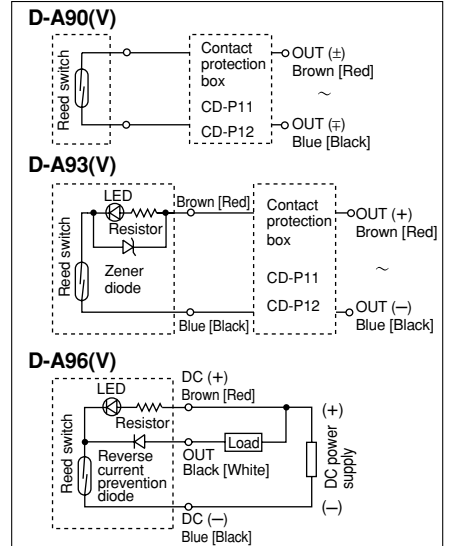 D-A90(V)
Reed switch
Contact
protection
box
CD-P11
CD-P12
OUT (±)
Brown [Red]
~
OUT (∓)
Blue [Black]
D-A93(V)
Reed switch
LED
Resistor
Zener
diode
Brown [Red]
Blue [Black]
Contact
protection
box
CD-P11
CD-P12
OUT (+)
Brown [Red]
~
OUT (–)
Blue [Black]
D-A96(V)
Reed switch
LED
Resistor
Reverse
current
prevention
diode
DC (+)
Brown [Red]
OUT
Black [White]
Load
DC (–)
Blue [Black]
(+)
DC power
supply
(–)